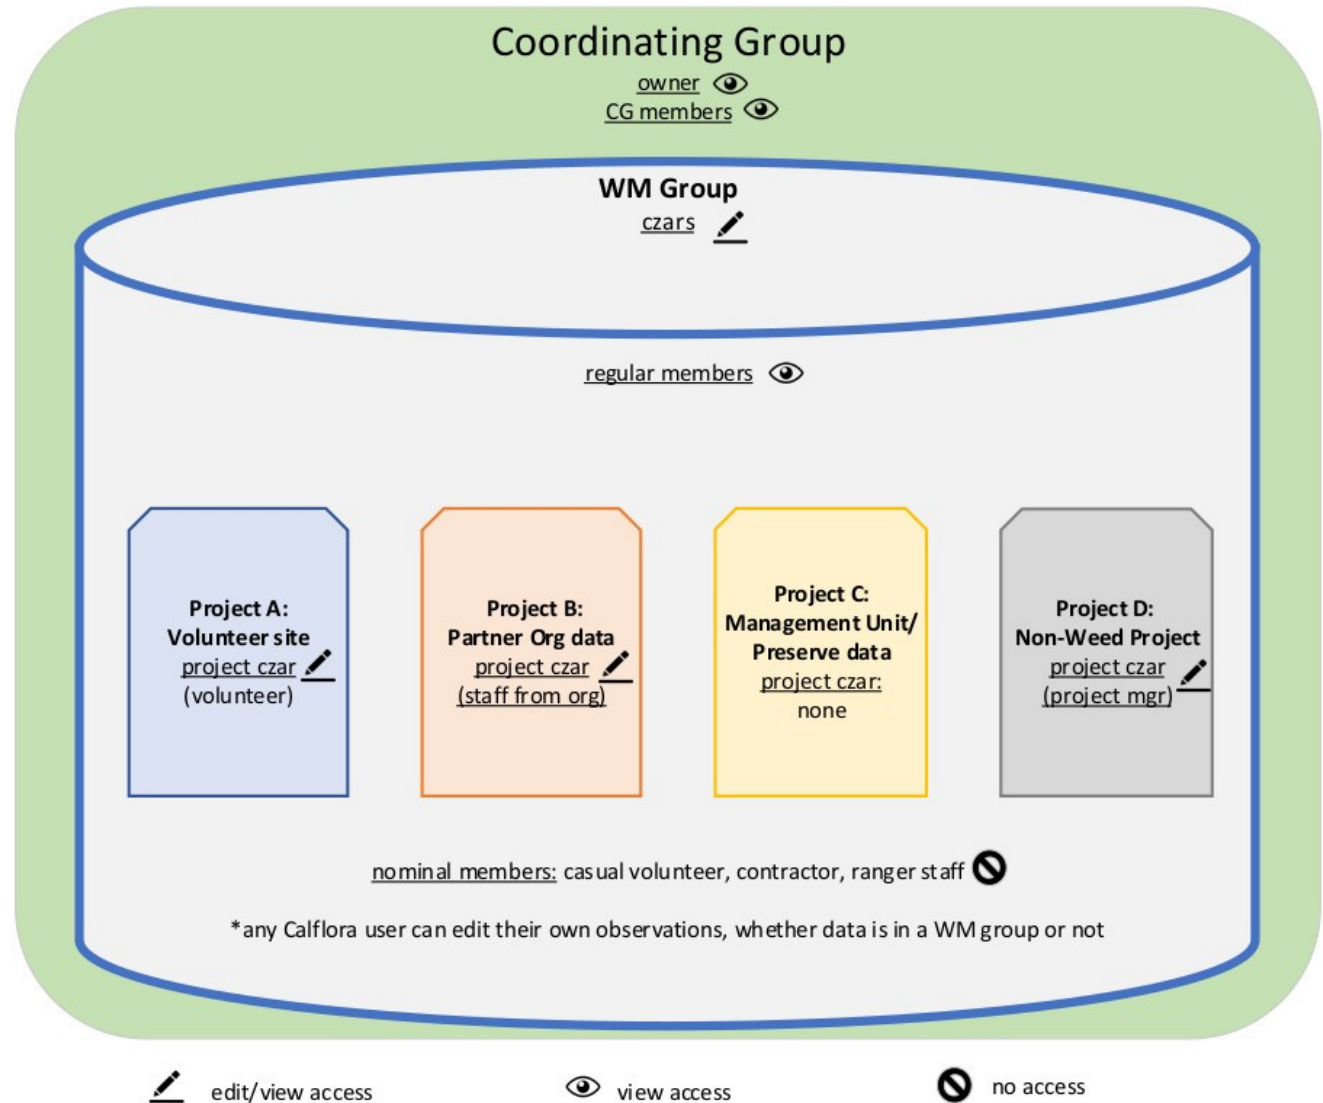 Coordinating Group
owner
CG members
WM Group
czars
regular members
Project A:
Volunteer site
project czar
(volunteer)
Project B:
Partner Org data
project czar
(staff from org)
Project C:
Management Unit/
Preserve data
project czar:
none
Project D:
Non-Weed Project
project czar
(project mgr)
nominal members: casual volunteer, contractor, ranger staff
*any Calflora user can edit their own observations, whether data is in a WM group or not
edit/view access
view access
no access